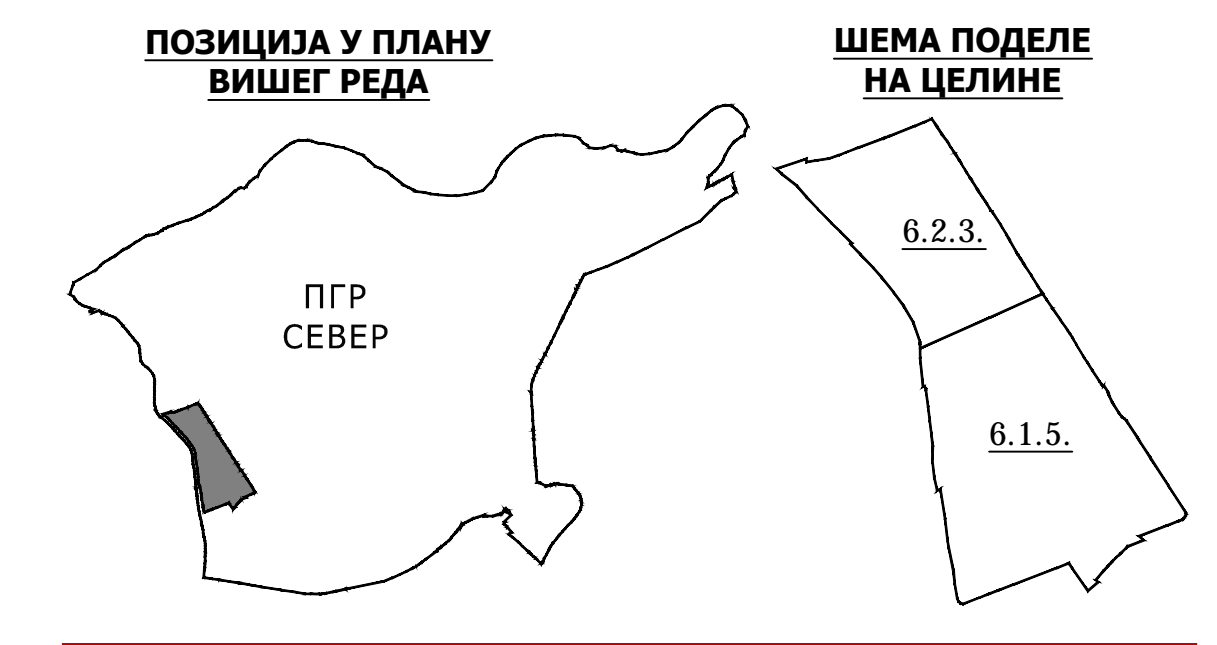 ПОЗИЦИЈА У ПЛАНУ
ВИШЕГ РЕДА
ПГР
СЕВЕР
ШЕМА ПОДЕЛЕ
НА ЦЕЛИНЕ
6.2.3.
6.1.5.